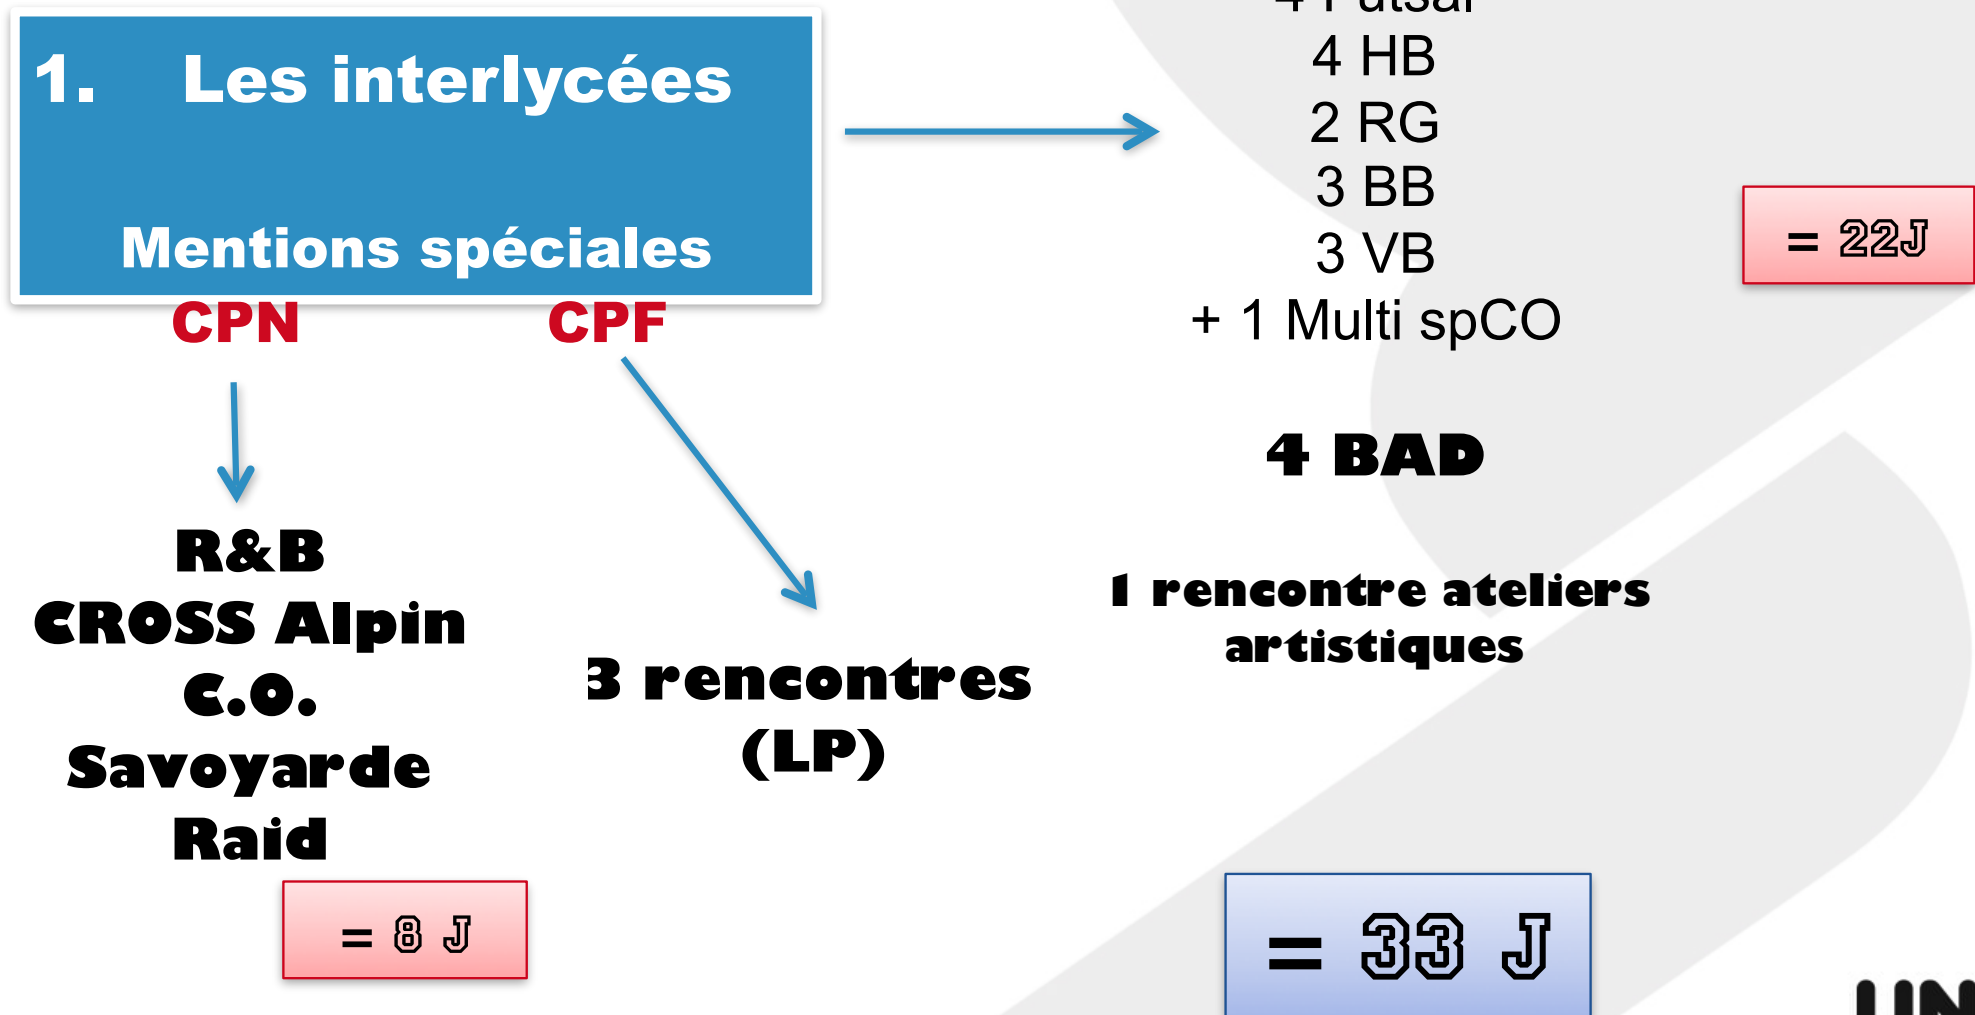 1. Les interlycées
Mentions spéciales
CPN CPF
R&B
CROSS Alpin
C.O.
Savoyarde
Raid
= 8 J
3 rencontres
(LP)
4 HB
2 RG
3 BB
3 VB
+ 1 Multi spCO
= 22J
4 BAD
1 rencontre ateliers
artistiques
= 33 J